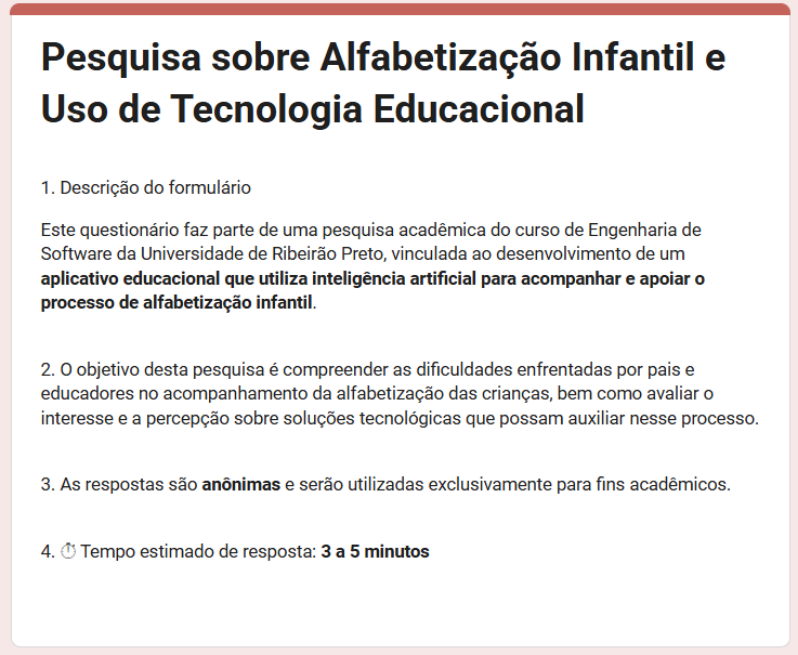 Pesquisa sobre Alfabetização Infantil e
Uso de Tecnologia Educacional
1. Descrição do formulário
Este questionário faz parte de uma pesquisa acadêmica do curso de Engenharia de
Software da Universidade de Ribeirão Preto, vinculada ao desenvolvimento de um
aplicativo educacional que utiliza inteligência artificial para acompanhar e apoiar o
processo de alfabetização infantil.
2. O objetivo desta pesquisa é compreender as dificuldades enfrentadas por pais e
educadores no acompanhamento da alfabetização das crianças, bem como avaliar o
interesse e a percepção sobre soluções tecnológicas que possam auxiliar nesse processo.
3. As respostas são anônimas e serão utilizadas exclusivamente para fins acadêmicos.
4. ⏱ Tempo estimado de resposta: 3 a 5 minutos